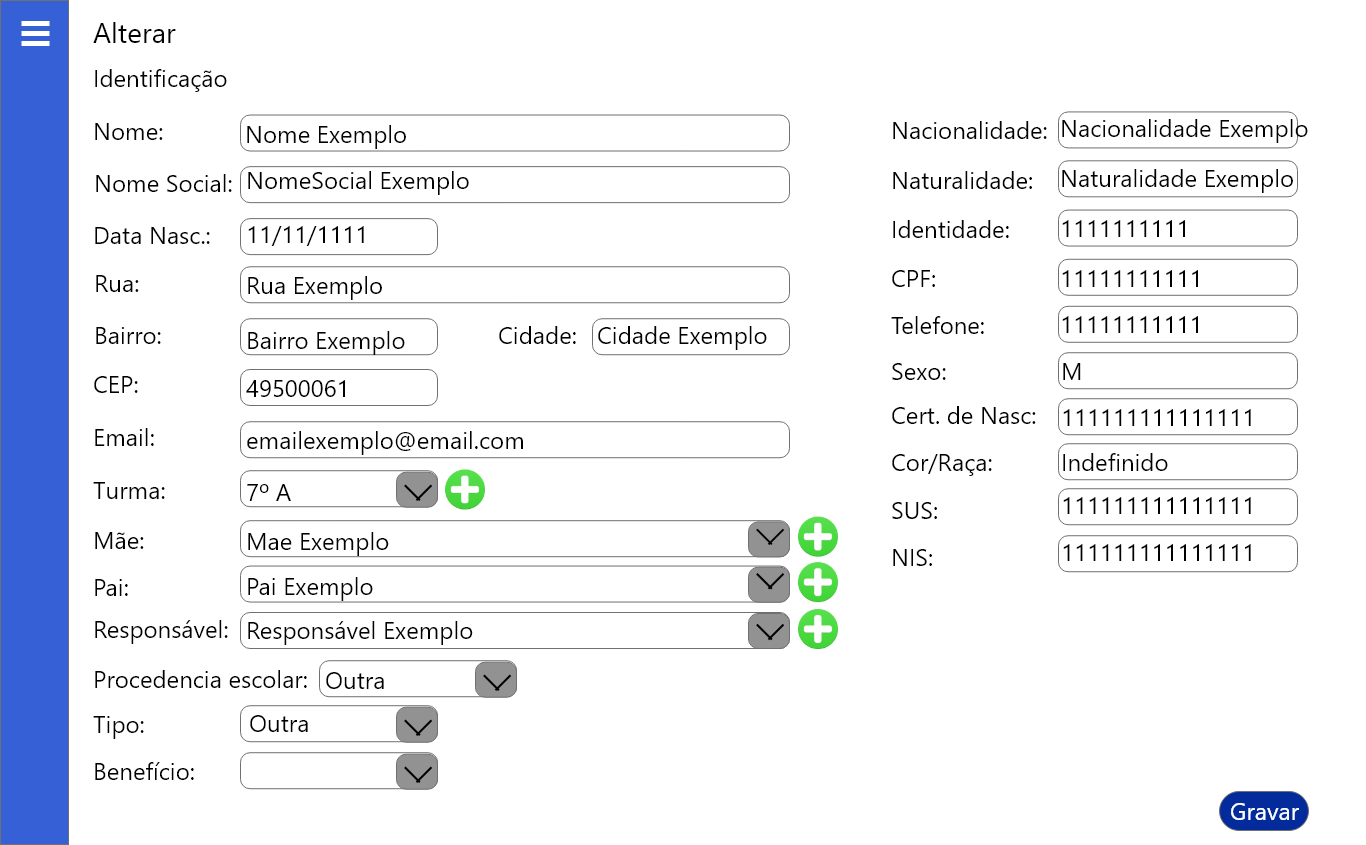 Alterar
Identificação
Nome: Nome Exemplo
Nome Social: NomeSocial Exemplo
Data Nasc.: 11/11/1111
Rua: Rua Exemplo
Bairro: Bairro Exemplo Cidade: Cidade Exemplo
CEP: 49500061
Email: emailexemplo@email.com
Turma: 7º A
Mãe: Mae Exemplo
Pai: Pai Exemplo
Responsável: Responsável Exemplo
Procedencia escolar: Outra
Tipo: Outra
Benefício:
Nacionalidade: Nacionalidade Exemplo
Naturalidade: Naturalidade Exemplo
Identidade: 1111111111
CPF: 11111111111
Telefone: 11111111111
Sexo: M
Cert. de Nasc: 111111111111111
Cor/Raça: Indefinido
SUS: 111111111111111
NIS: 111111111111111
Gravar